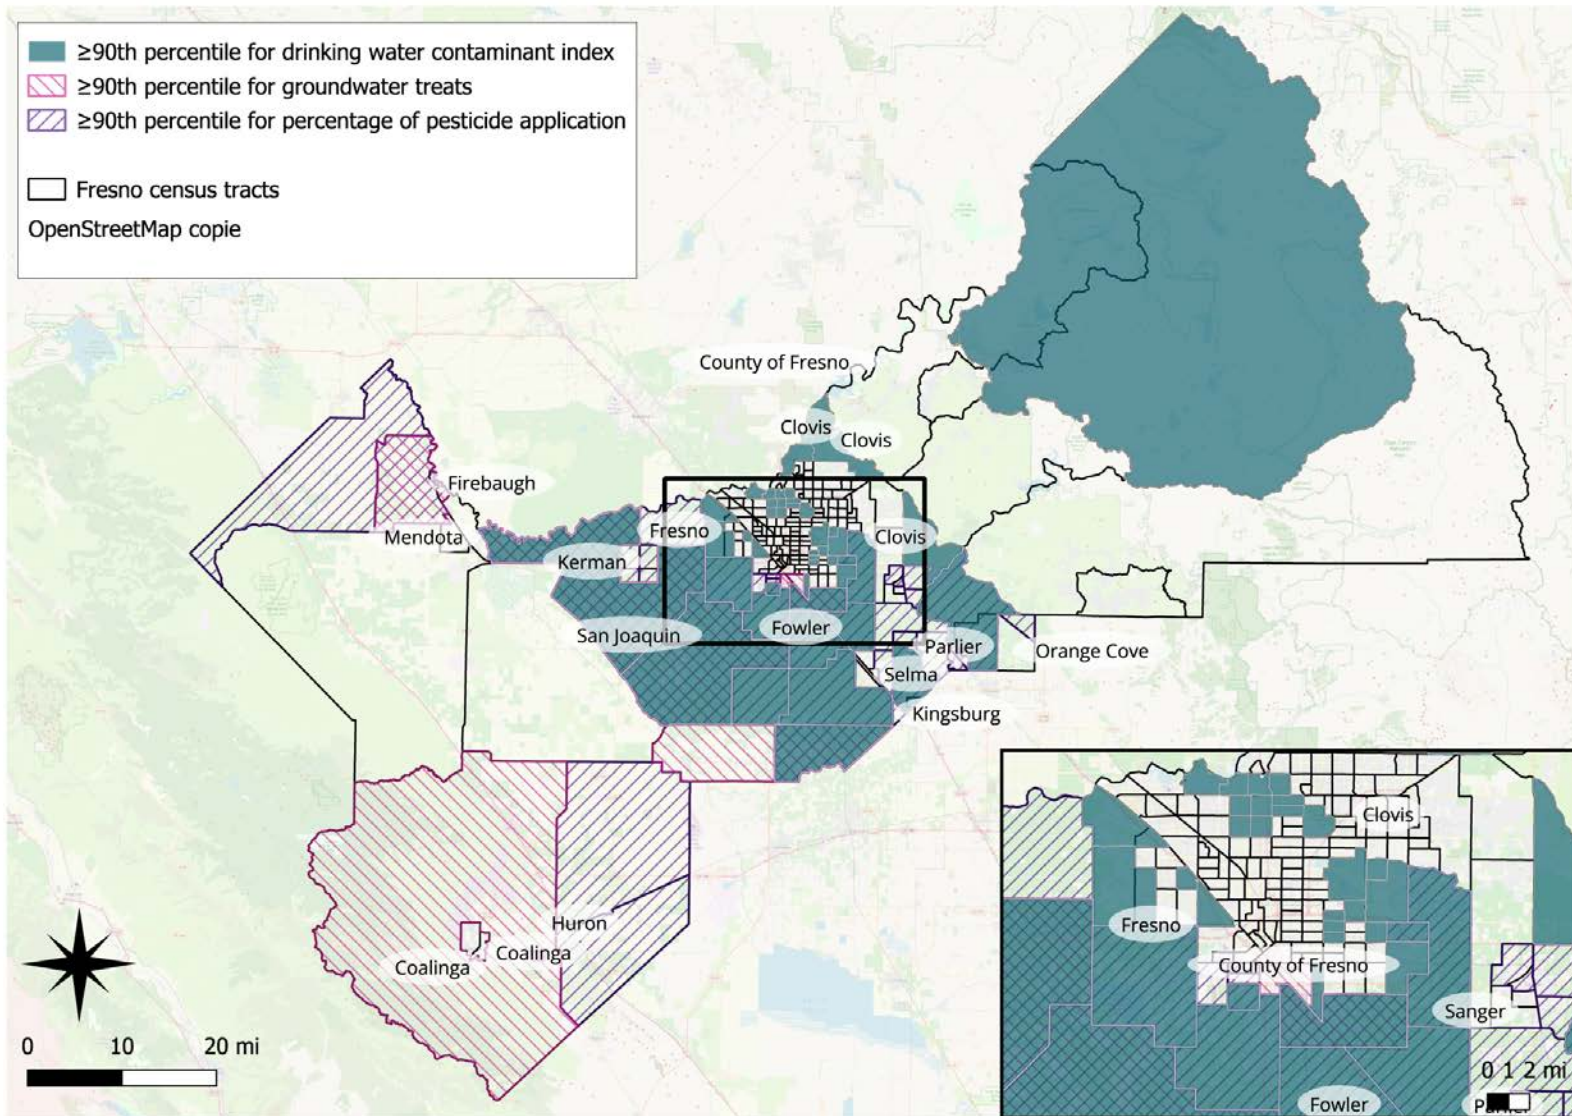 ≥90th percentile for drinking water contaminant index
≥90th percentile for groundwater treats
≥90th percentile for percentage of pesticide application
Fresno census tracts
OpenStreetMap copie
County of Fresno
Clovis
Clovis
Firebaugh
Mendota
Fresno
Clovis
Kerman
San Joaquin
Fowler
Parlier
Orange Cove
Selma
Kingsburg
Huron
Coalinga
Coalinga
0 10 20 mi
Clovis
Fresno
County of Fresno
Sanger
0 1 2 mi
Fowler